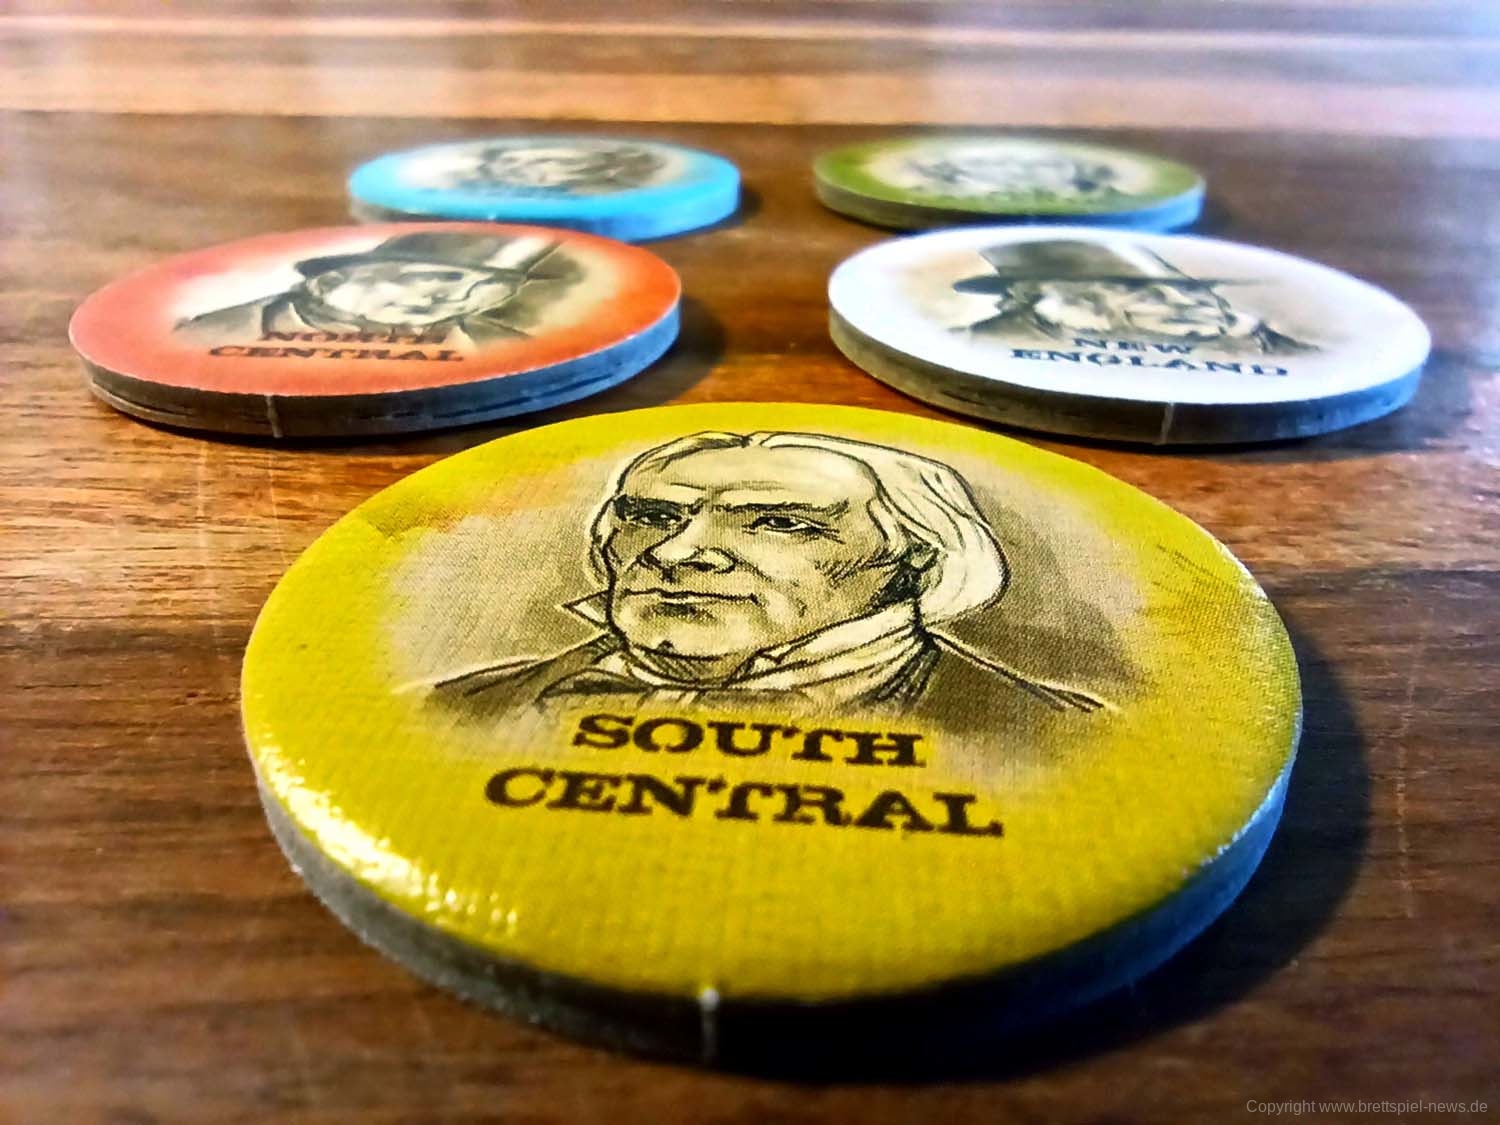 NORTH
CENTRAL
NEW
ENGLAND
SOUTH
CENTRAL
Copyright www.brettspiel-news.de